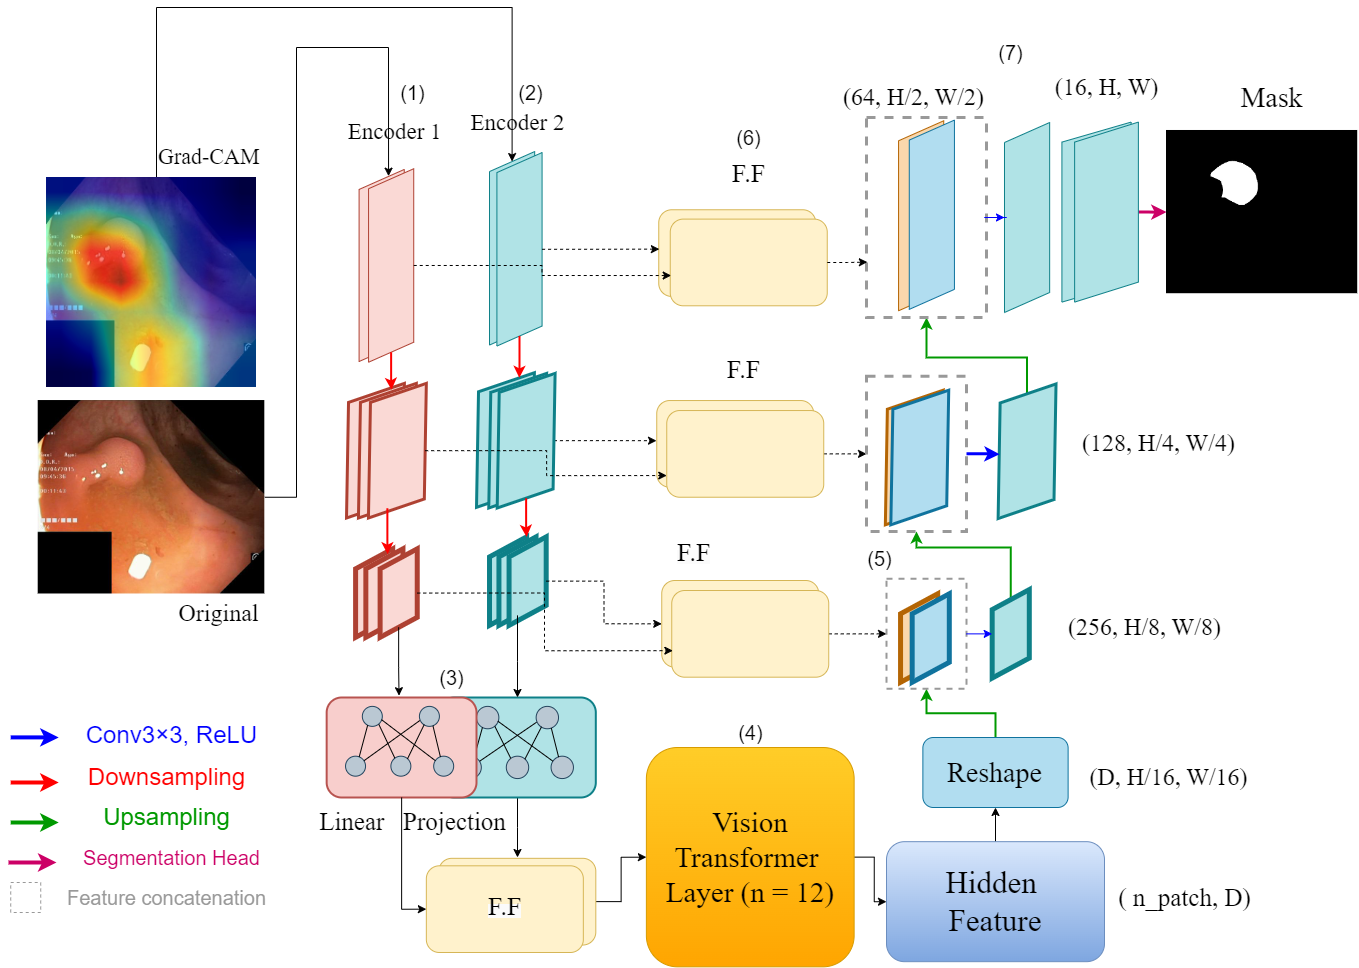 (7)
(1)
(2)
(64, H/2, W/2)
(16, H, W)
Mask
Encoder 1
Encoder 2
(6)
Grad-CAM
F.F
F.F
(128, H/4, W/4)
F.F
(5)
Original
(256, H/8, W/8)
(3)
Conv3×3, ReLU
(4)
Downsampling
Reshape
(D, H/16, W/16)
Upsampling
Linear Projection
Vision
Transformer
Layer (n = 12)
Segmentation Head
Hidden
Feature
Feature concatenation
F.F
( n_patch, D)